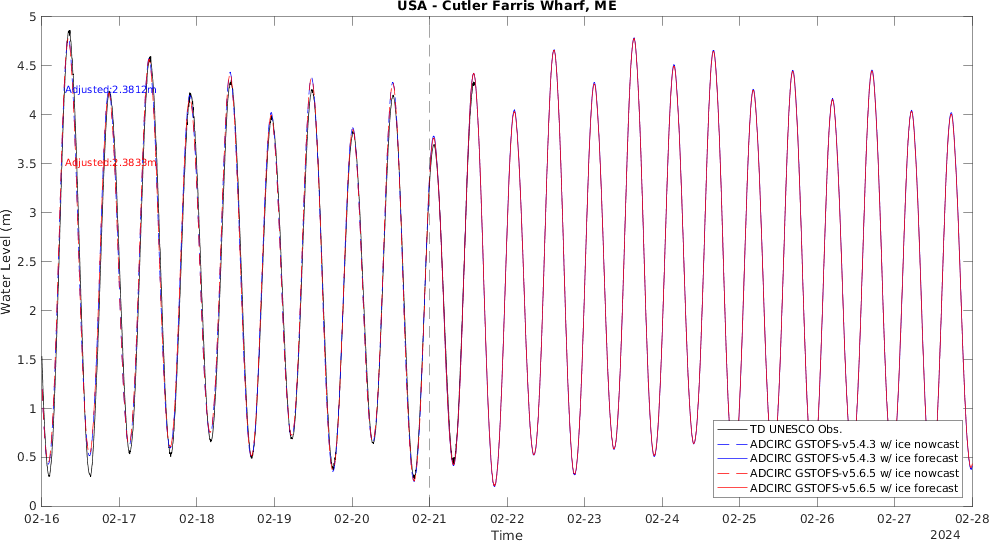 USA - Cutler Farris Wharf, ME
5
4.5
4
3.5
3
2.5
2
1.5
1
0.5
0
Water Level (m)
Adjusted:2.3812m
Adjusted:2.3833m
TD UNESCO Obs.
ADCIRC GSTOFS-v5.4.3 w/ ice nowcast
ADCIRC GSTOFS-v5.4.3 w/ ice forecast
ADCIRC GSTOFS-v5.6.5 w/ ice nowcast
ADCIRC GSTOFS-v5.6.5 w/ ice forecast
02-16 02-17 02-18 02-19 02-20 02-21 02-22 02-23 02-24 02-25 02-26 02-27 02-28
Time
2024